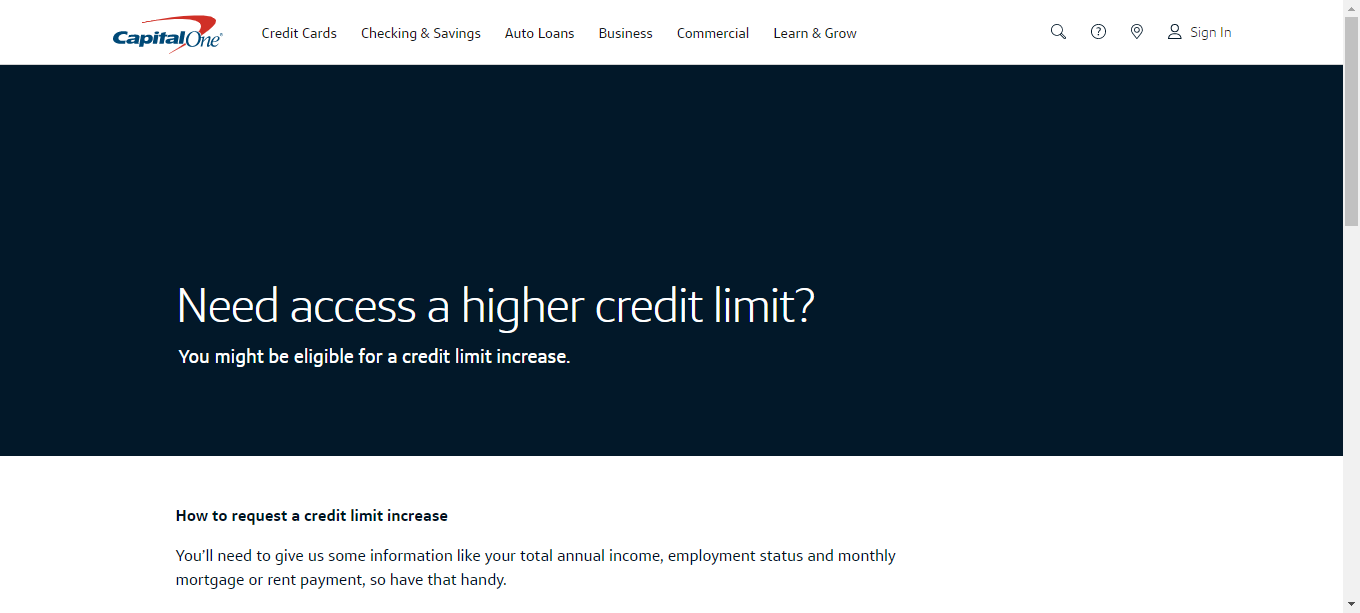 CapitalOne
Credit Cards Checking & Savings Auto Loans Business Commercial Learn & Grow Sign In
Need access a higher credit limit?
You might be eligible for a credit limit increase.
How to request a credit limit increase
You’ll need to give us some information like your total annual income, employment status and monthly
mortgage or rent payment, so have that handy.